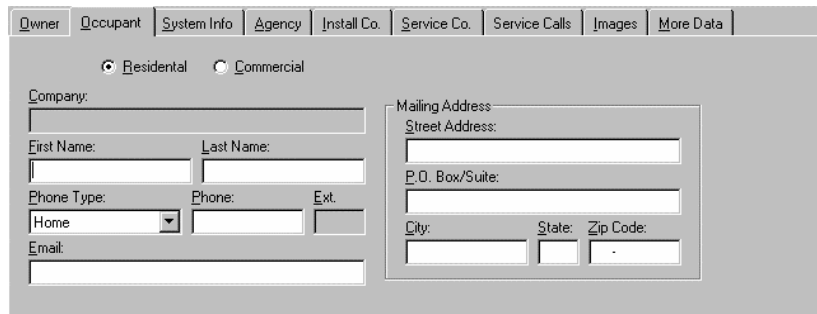 Owner Occupant System Info Agency Install Co. Service Co. Service Calls Images More Data
Residental Commercial
Company:
First Name: Last Name:
Phone Type: Phone: Ext.
Home
Email:
Mailing Address
Street Address:
P.O. Box/Suite:
City: State: Zip Code:
-